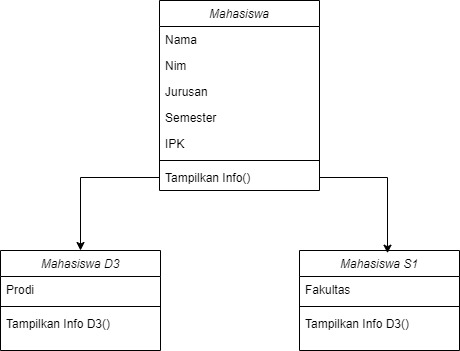 Mahasiswa
Nama
Nim
Jurusan
Semester
IPK
Tampilkan Info()
Mahasiswa D3
Prodi
Tampilkan Info D3()
Mahasiswa S1
Fakultas
Tampilkan Info D3()